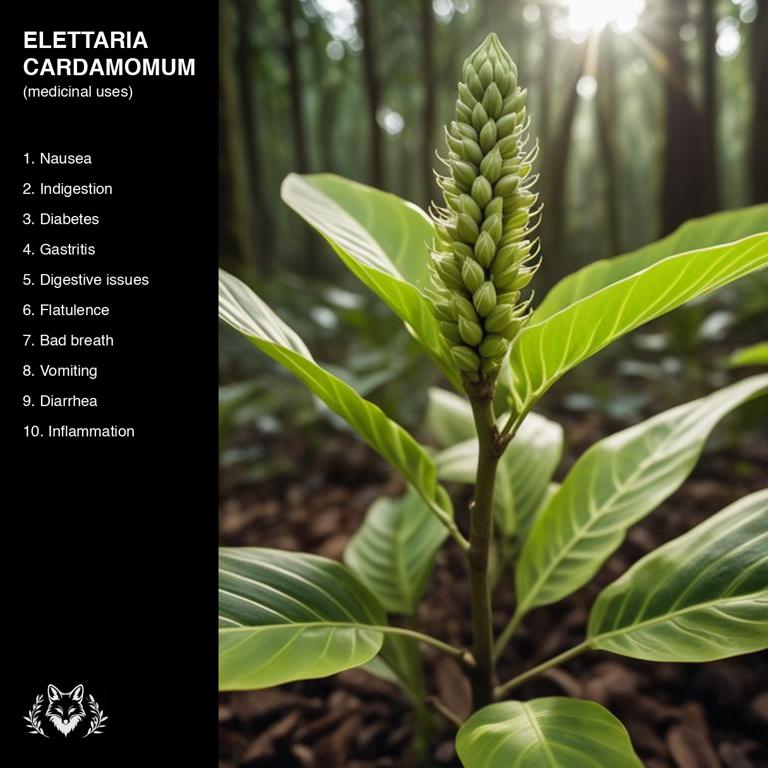 ELETTARIA
CARDAMOMUM
(medicinal uses)
1. Nausea
2. Indigestion
3. Diabetes
4. Gastritis
5. Digestive issues
6. Flatulence
7. Bad breath
8. Vomiting
9. Diarrhea
10. Inflammation